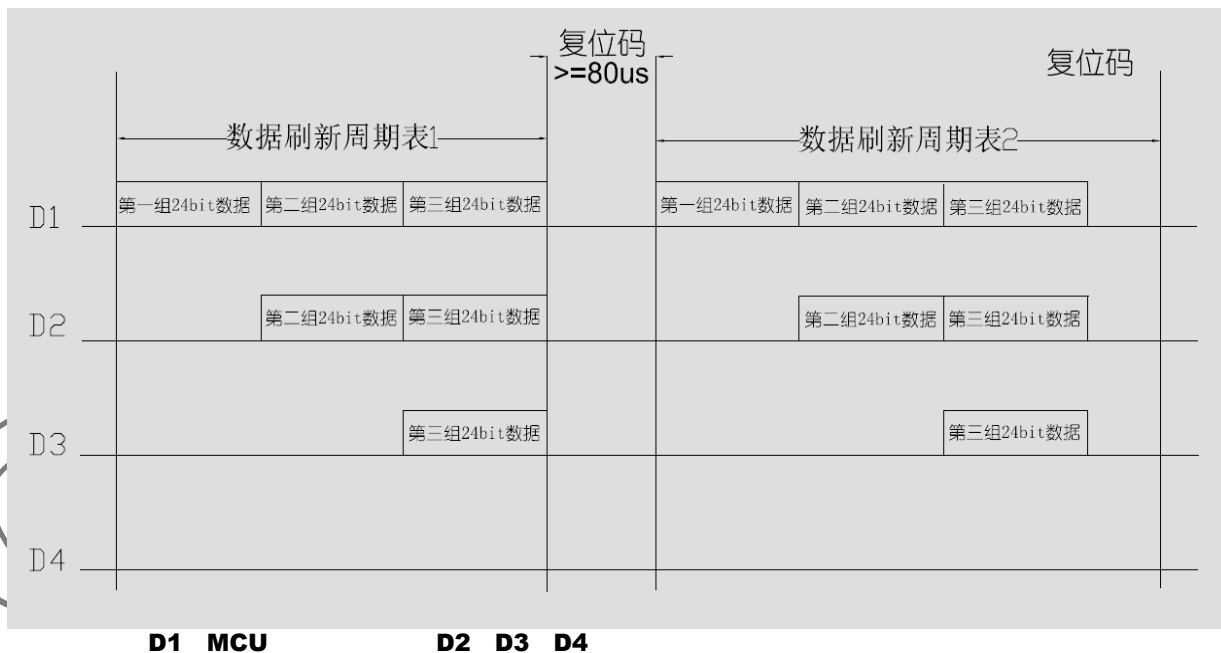 复位码
>=80us
复位码
数据刷新周期表1
数据刷新周期表2
D1
第一组24bit数据 第二组24bit数据 第三组24bit数据
第一组24bit数据 第二组24bit数据 第三组24bit数据
D2
第二组24bit数据 第三组24bit数据
第二组24bit数据 第三组24bit数据
D3
第三组24bit数据
第三组24bit数据
D4
D1 MCU D2 D3 D4